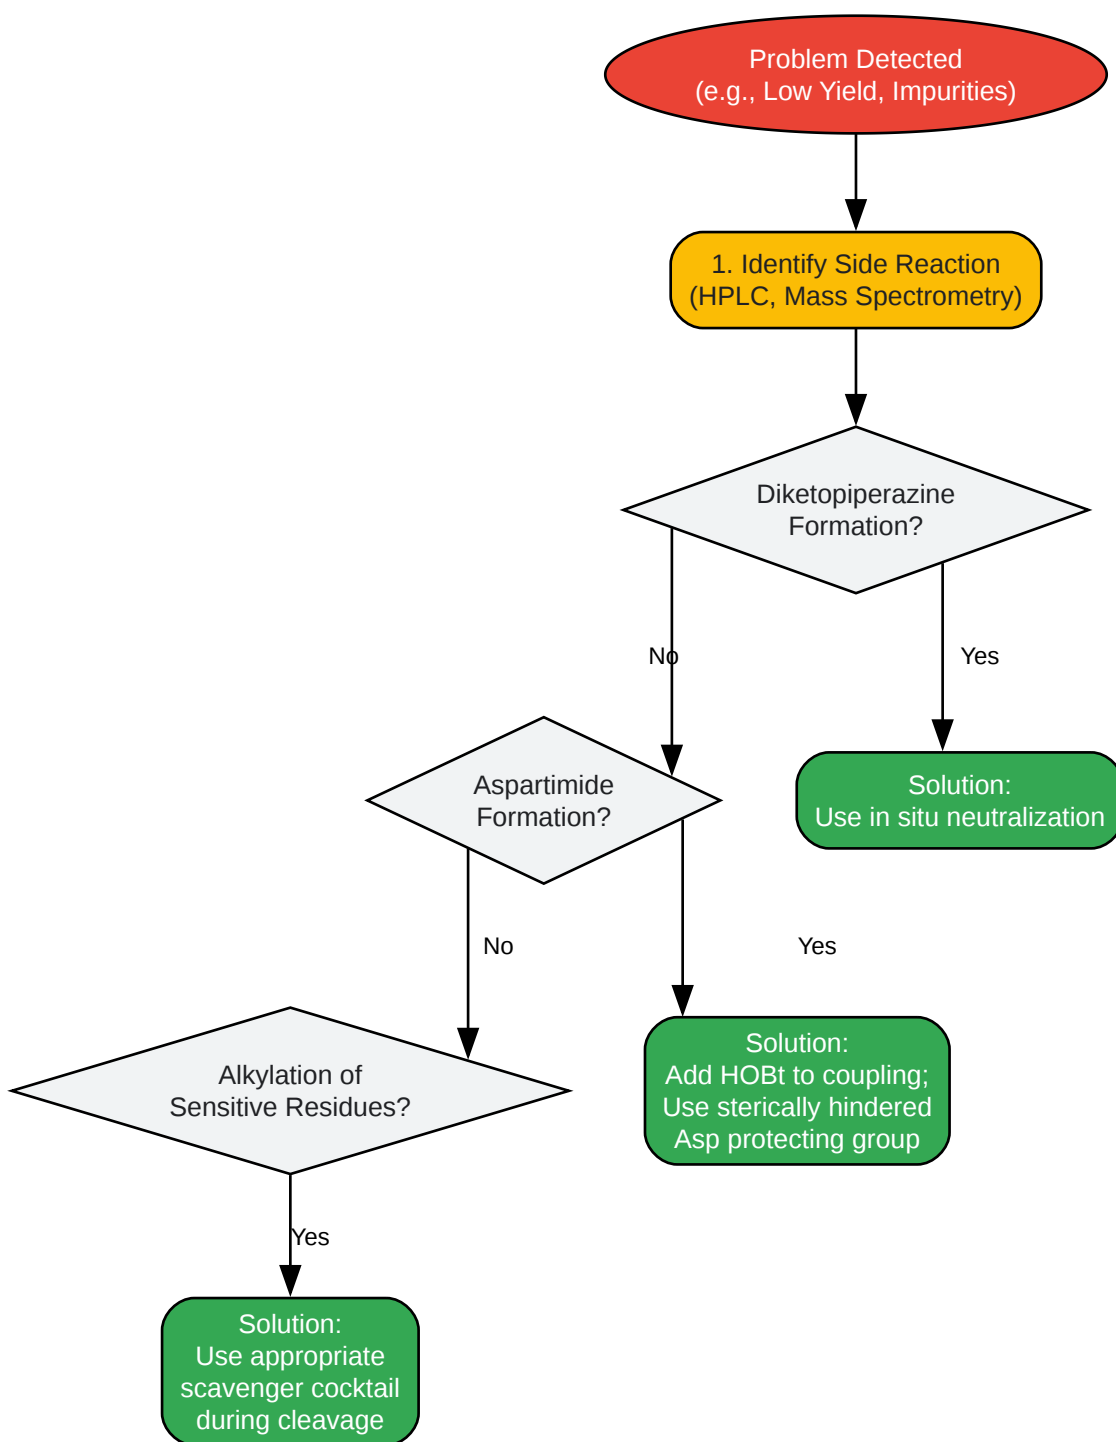 Problem Detected
(e.g., Low Yield, Impurities)
1. Identify Side Reaction
(HPLC, Mass Spectrometry)
Diketopiperazine
Formation?
No
Yes
Aspartimide
Formation?
Solution:
Use in situ neutralization
No
Yes
Alkylation of
Sensitive Residues?
Solution:
Add HOBt to coupling;
Use sterically hindered
Asp protecting group
Yes
Solution:
Use appropriate
scavenger cocktail
during cleavage